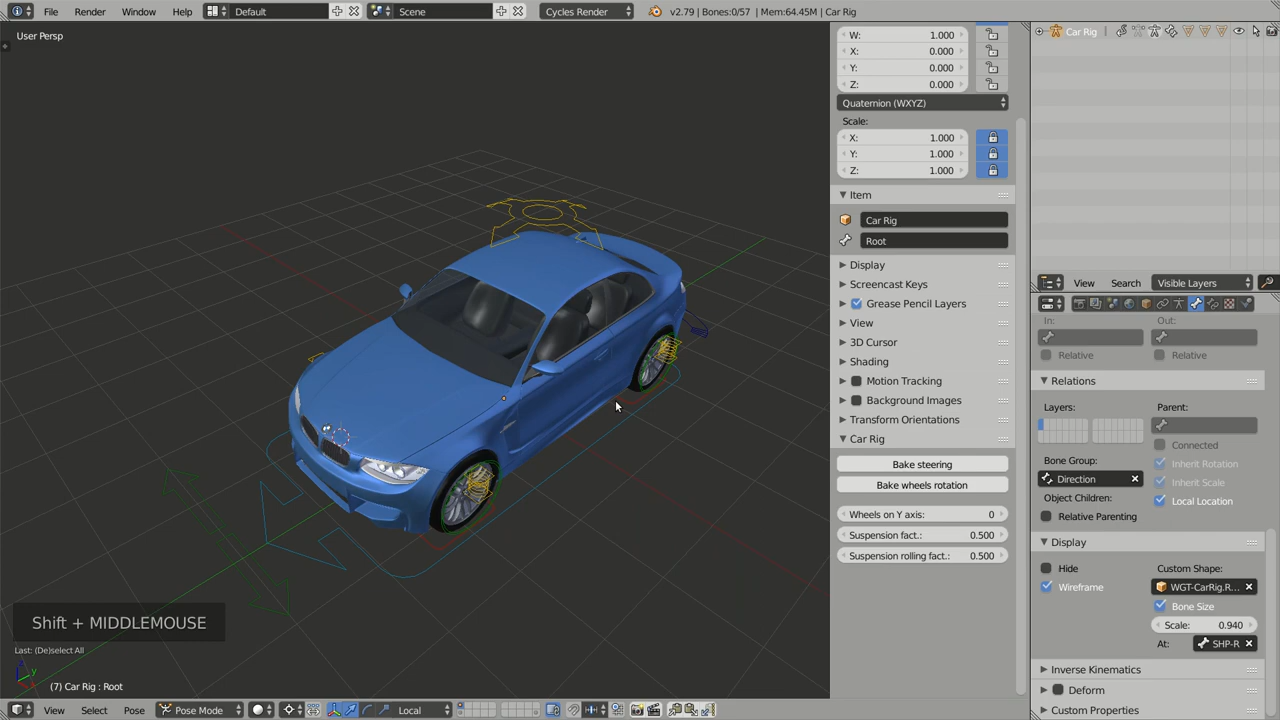 File Render Window Help Default Scene Cycles Render v2.79 | Bones:0/57 | Mem:64.45M | Car Rig
User Persp
W: 1.000
X: 0.000
Y: 0.000
Z: 0.000
Quaternion (WXYZ)
Scale:
X: 1.000
Y: 1.000
Z: 1.000
Item
Car Rig
Root
Display
Screencast Keys
Grease Pencil Layers
View
3D Cursor
Shading
Motion Tracking
Background Images
Transform Orientations
Car Rig
Bake steering
Bake wheels rotation
Wheels on Y axis: 0
Suspension fact.: 0.500
Suspension rolling fact.: 0.500
Car Rig
View Search Visible Layers
In: Out:
Relative Relative
Relations
Layers: Parent:
Connected
Bone Group: Inherit Rotation
Direction Inherit Scale
Object Children: Local Location
Relative Parenting
Display
Hide Custom Shape:
Wireframe WGT-CarRig.R...
Bone Size
Scale: 0.940
At: SHP-R
Inverse Kinematics
Deform
Custom Properties
Shift + MIDDLEMOUSE
Last: (De)select All
(7) Car Rig : Root
View Select Pose Pose Mode Local